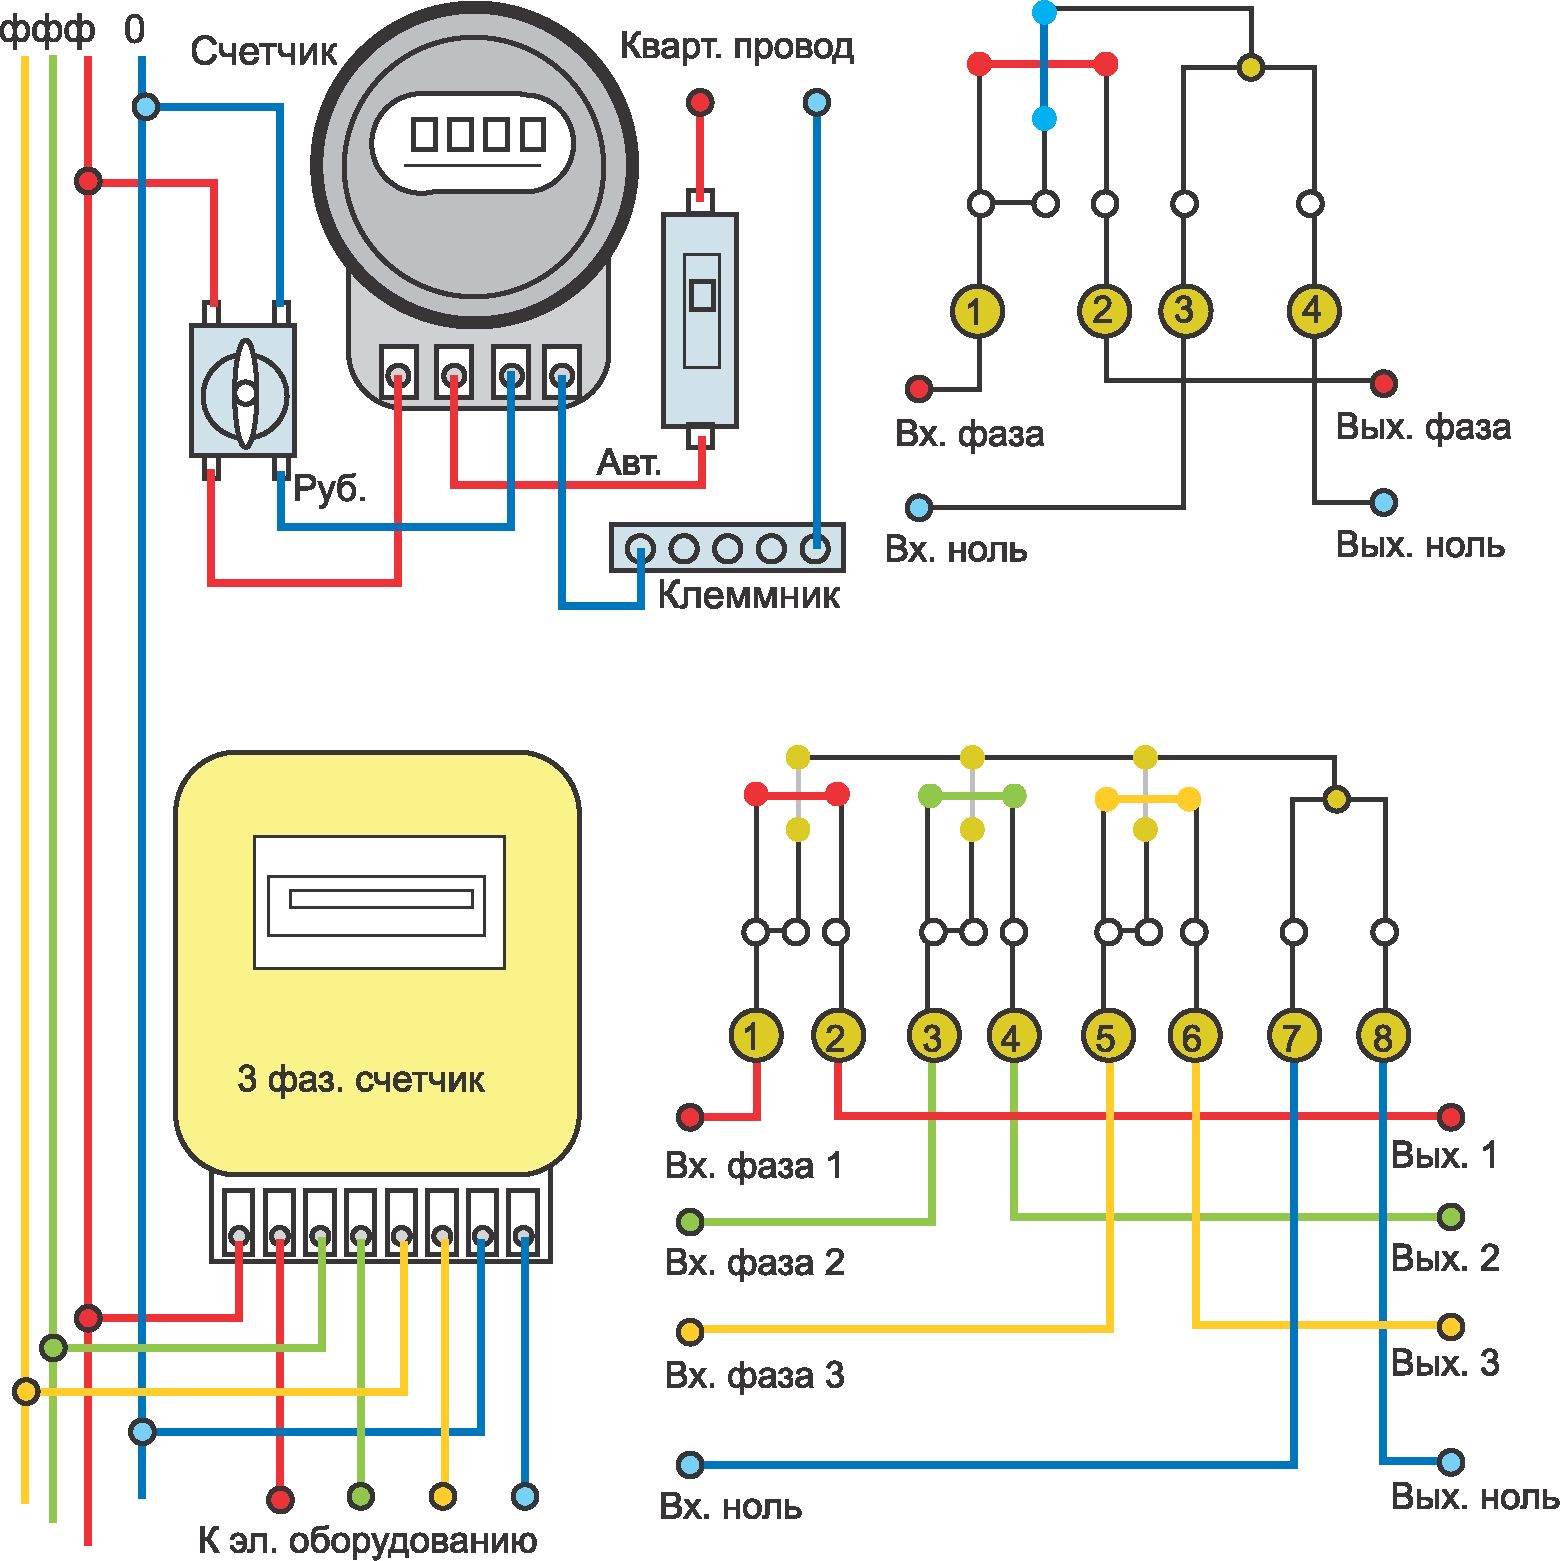 ффф 0
Счетчик
Кварт. провод
Руб.
Авт.
Клеммник
1 2 3 4
Вх. фаза
Вых. фаза
Вх. ноль
Вых. ноль
3 фаз. счетчик
К эл. оборудованию
1 2 3 4 5 6 7 8
Вх. фаза 1
Вых. 1
Вх. фаза 2
Вых. 2
Вх. фаза 3
Вых. 3
Вх. ноль
Вых. ноль